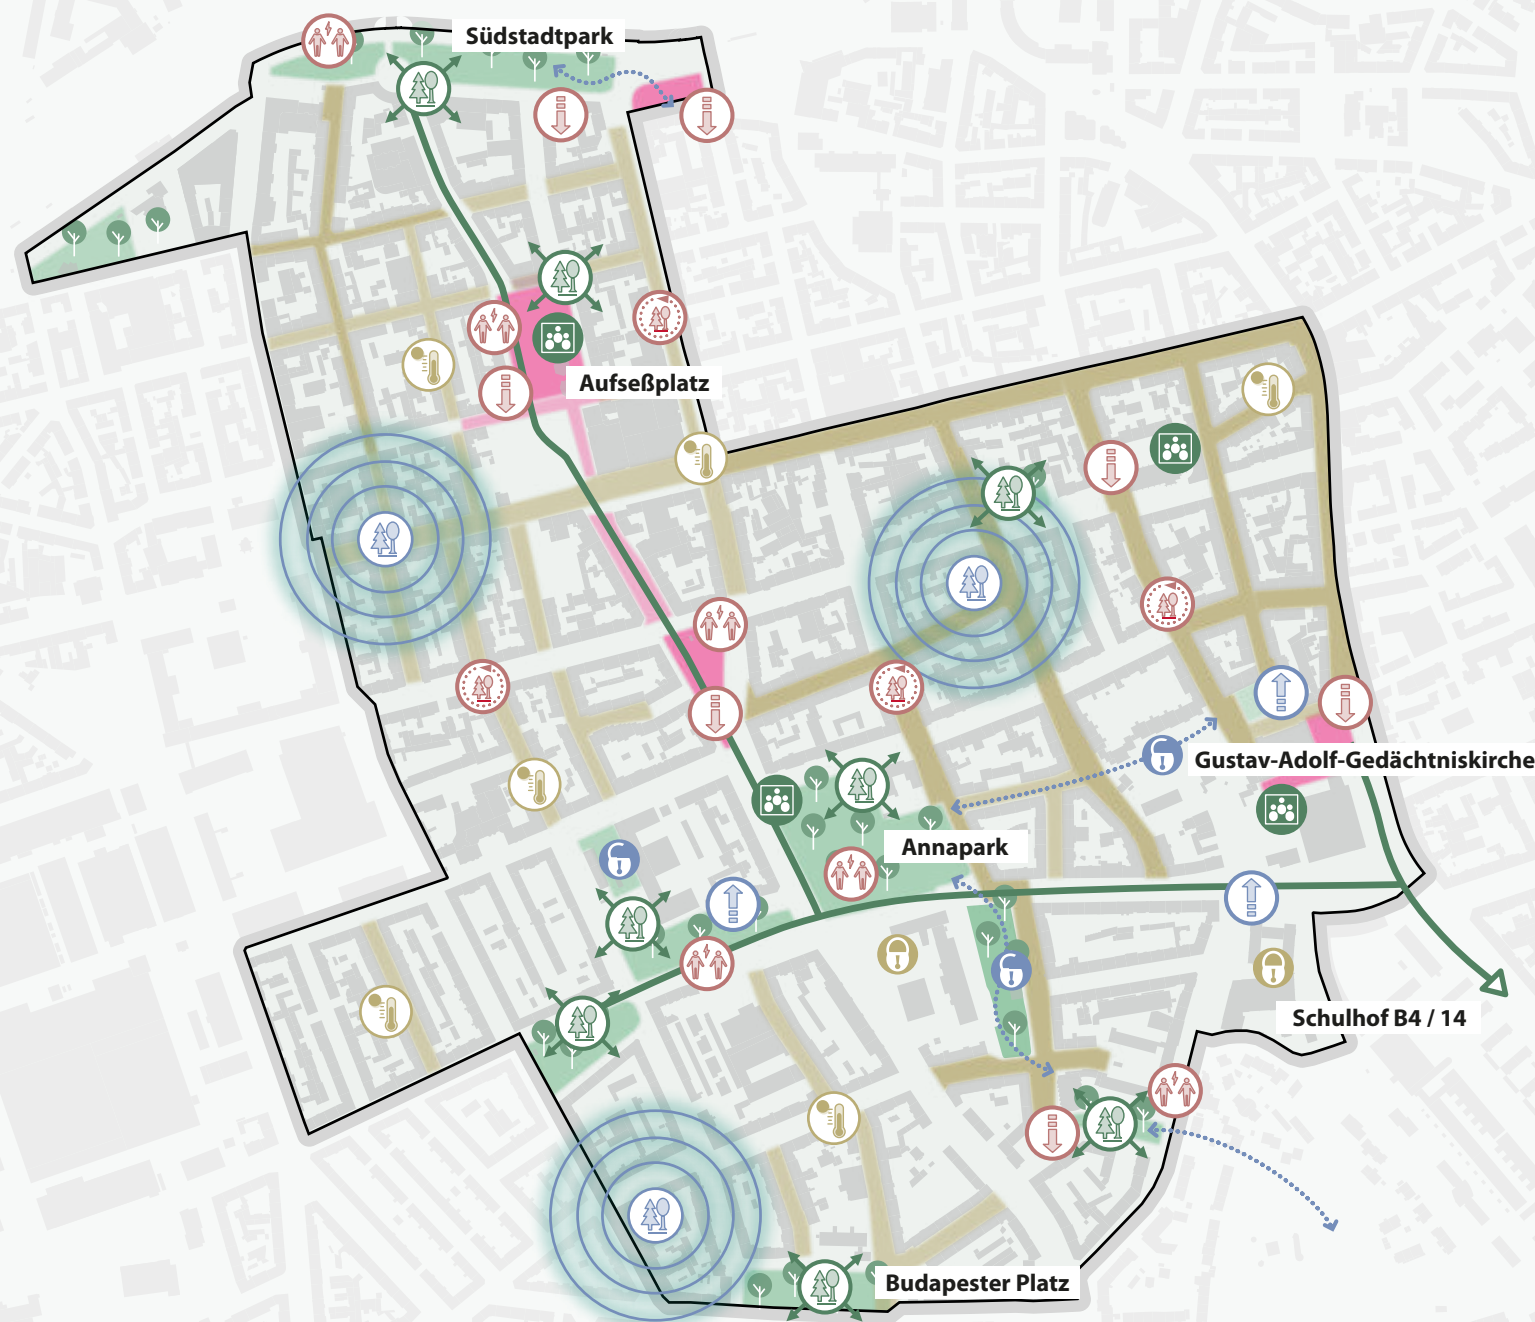 Südstadtpark
Aufseßplatz
Gustav-Adolf-Gedächtniskirche
Annapark
Schulhof B4 / 14
Budapester Platz